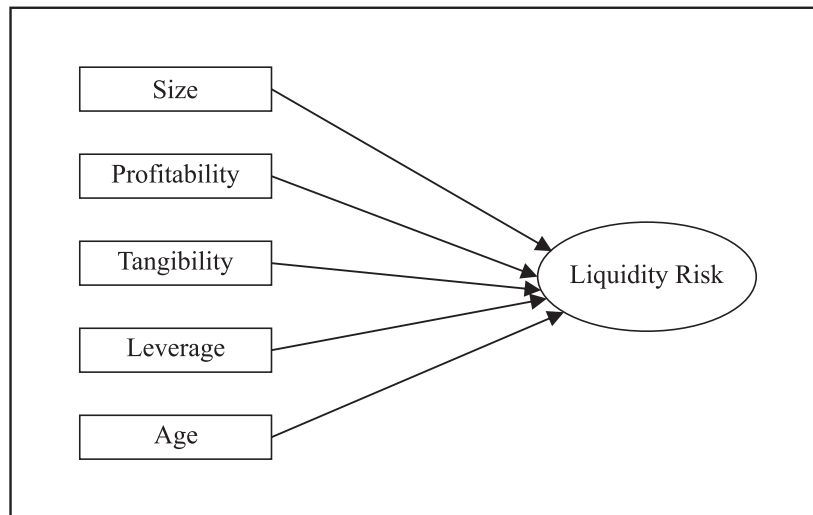 Size
Profitability
Tangibility
Leverage
Age
Liquidity Risk